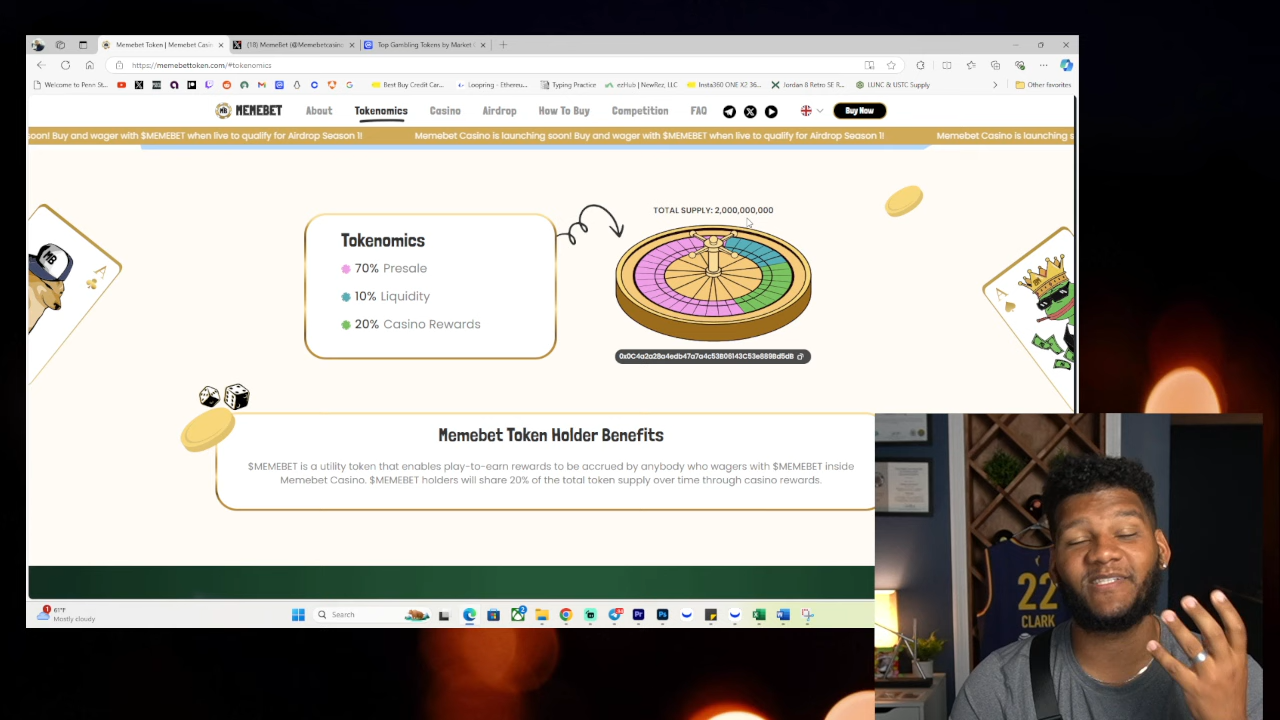 Memebet Token | Memebet Casi
(18) MemeBet (@Memebetcasin
Top Gambling Tokens by Market
https://memebettoken.com/#tokenomics
Welcome to Penn St...
Best Buy Credit Car...
Loopring - Ethereu...
Typing Practice
ezHub | NewRez, LLC
Insta360 ONE X2 36...
Jordan 8 Retro SE R...
LUNC & USTC Supply
Other favorites
MB MEMEBET
About
Tokenomics
Casino
Airdrop
How To Buy
Competition
FAQ
Buy Now
oon! Buy and wager with $MEMEBET when live to qualify for Airdrop Season 1!
Memebet Casino is launching soon! Buy and wager with $MEMEBET when live to qualify for Airdrop Season 1!
Memebet Casino is launching s
TOTAL SUPPLY: 2,000,000,000
Tokenomics
70% Presale
10% Liquidity
20% Casino Rewards
MB
A
A
Memebet Token Holder Benefits
$MEMEBET is a utility token that enables play-to-earn rewards to be accrued by anybody who wagers with $MEMEBET inside
Memebet Casino. $MEMEBET holders will share 20% of the total token supply over time through casino rewards.
22
CLARK
61°F
Mostly cloudy
Search